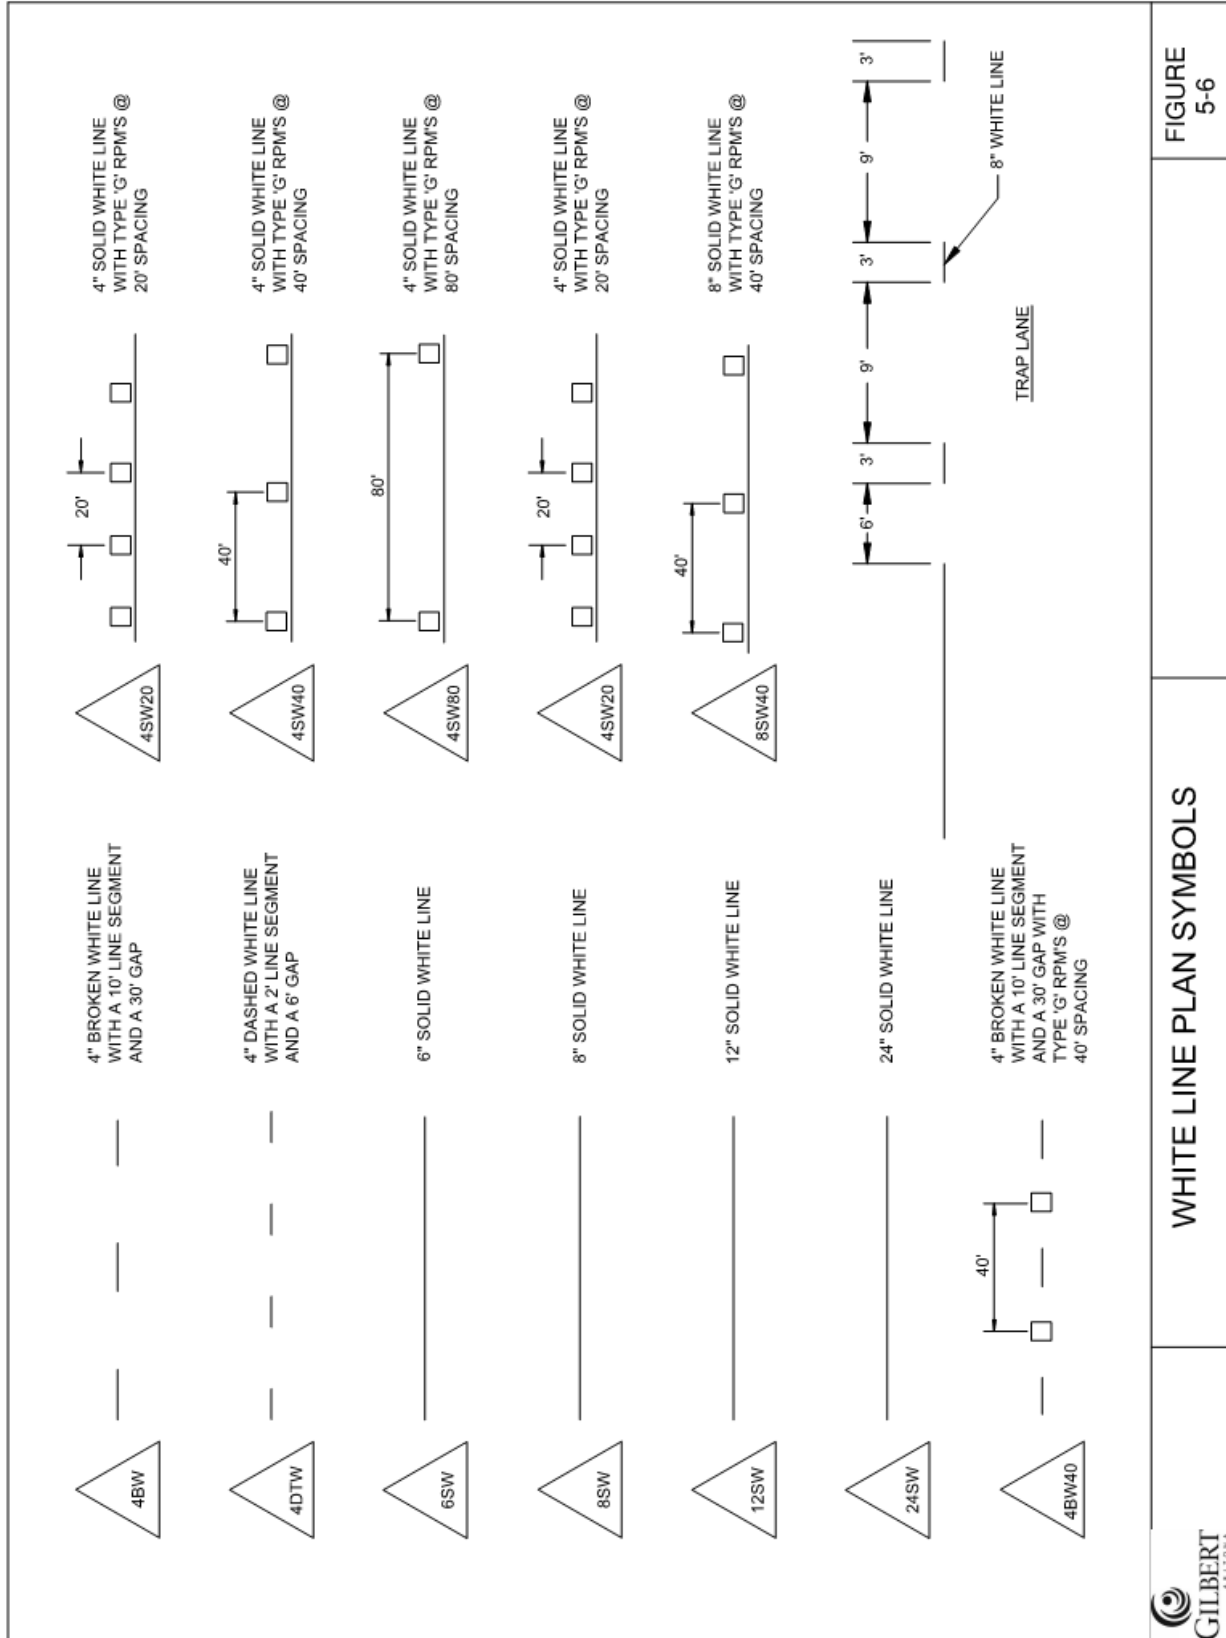 4BW
4" BROKEN WHITE LINE
WITH A 10' LINE SEGMENT
AND A 30' GAP
4DTW
4" DASHED WHITE LINE
WITH A 2' LINE SEGMENT
AND A 6' GAP
6SW
6" SOLID WHITE LINE
8SW
8" SOLID WHITE LINE
12SW
12" SOLID WHITE LINE
24SW
24" SOLID WHITE LINE
4BW40
40'
4" BROKEN WHITE LINE
WITH A 10' LINE SEGMENT
AND A 30' GAP WITH
TYPE 'G' RPM'S @
40' SPACING
4SW20
20'
4" SOLID WHITE LINE
WITH TYPE 'G' RPM'S @
20' SPACING
4SW40
40'
4" SOLID WHITE LINE
WITH TYPE 'G' RPM'S @
40' SPACING
4SW80
80'
4" SOLID WHITE LINE
WITH TYPE 'G' RPM'S @
80' SPACING
4SW20
20'
4" SOLID WHITE LINE
WITH TYPE 'G' RPM'S @
20' SPACING
8SW40
40'
8" SOLID WHITE LINE
WITH TYPE 'G' RPM'S @
40' SPACING
6' 3' 9' 3' 9' 3'
8" WHITE LINE
TRAP LANE
GILBERT
WHITE LINE PLAN SYMBOLS
FIGURE
5-6